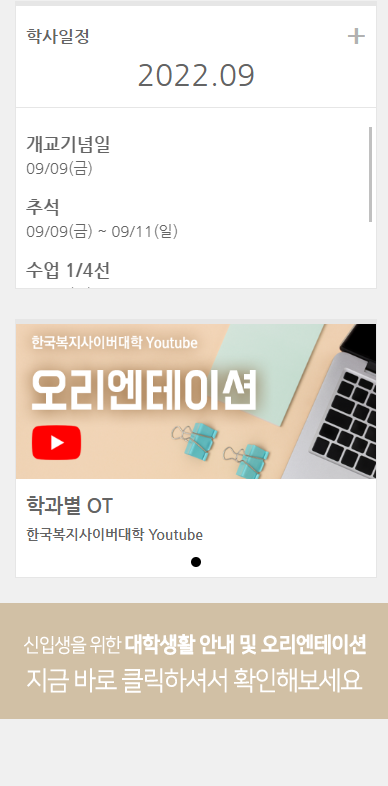 학사일정
2022.09
개교기념일
09/09(금)
추석
09/09(금) ~ 09/11(일)
수업 1/4선
한국복지사이버대학 Youtube
오리엔테이션
학과별 OT
한국복지사이버대학 Youtube
신입생을 위한 대학생활 안내 및 오리엔테이션
지금 바로 클릭하셔서 확인해보세요